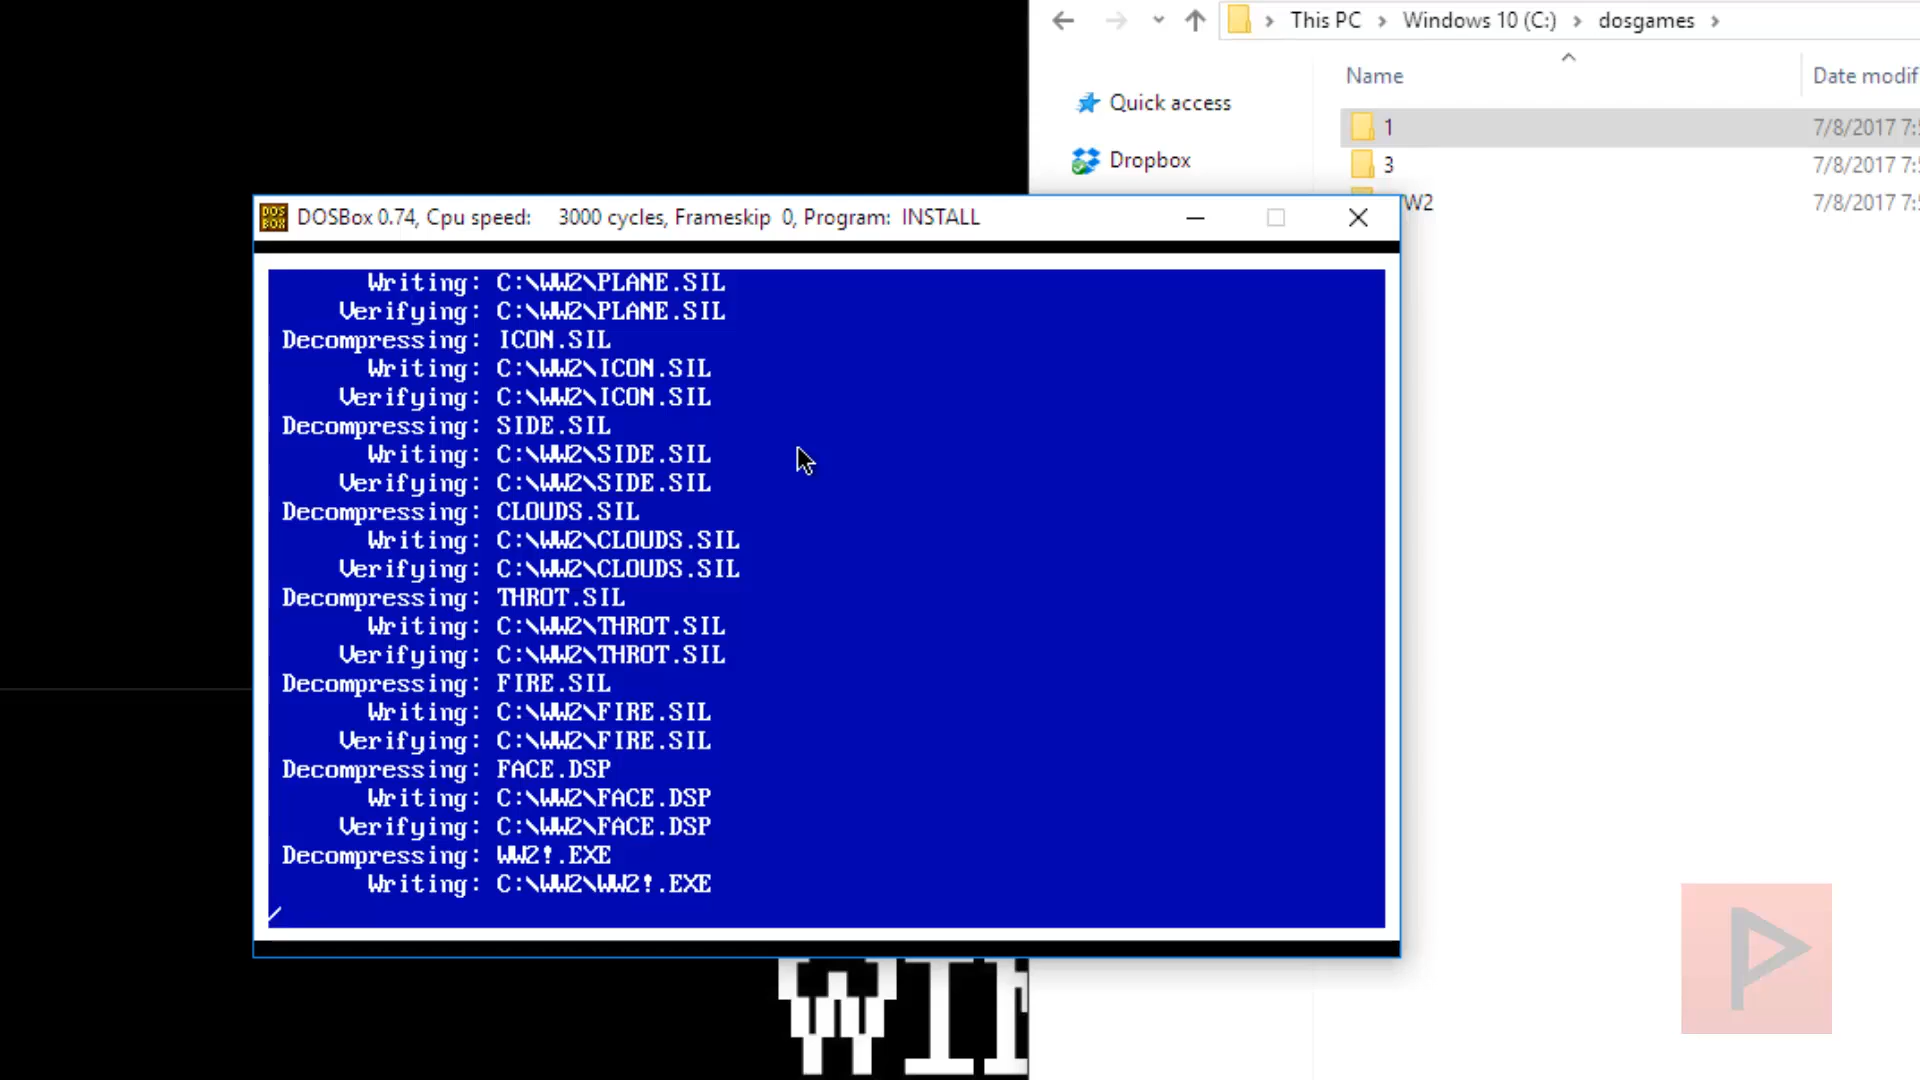 This PC > Windows 10 (C:) > dosgames >
Name
Date modif
Quick access
1
7/8/2017 7:5
Dropbox
3
7/8/2017 7:5
W2
7/8/2017 7:5
DOSBox 0.74, Cpu speed: 3000 cycles, Frameskip 0, Program: INSTALL
Writing: C:\WW2\PLANE.SIL
Verifying: C:\WW2\PLANE.SIL
Decompressing: ICON.SIL
Writing: C:\WW2\ICON.SIL
Verifying: C:\WW2\ICON.SIL
Decompressing: SIDE.SIL
Writing: C:\WW2\SIDE.SIL
Verifying: C:\WW2\SIDE.SIL
Decompressing: CLOUDS.SIL
Writing: C:\WW2\CLOUDS.SIL
Verifying: C:\WW2\CLOUDS.SIL
Decompressing: THROT.SIL
Writing: C:\WW2\THROT.SIL
Verifying: C:\WW2\THROT.SIL
Decompressing: FIRE.SIL
Writing: C:\WW2\FIRE.SIL
Verifying: C:\WW2\FIRE.SIL
Decompressing: FACE.DSP
Writing: C:\WW2\FACE.DSP
Verifying: C:\WW2\FACE.DSP
Decompressing: WW2!.EXE
Writing: C:\WW2\WW2!.EXE
/
P